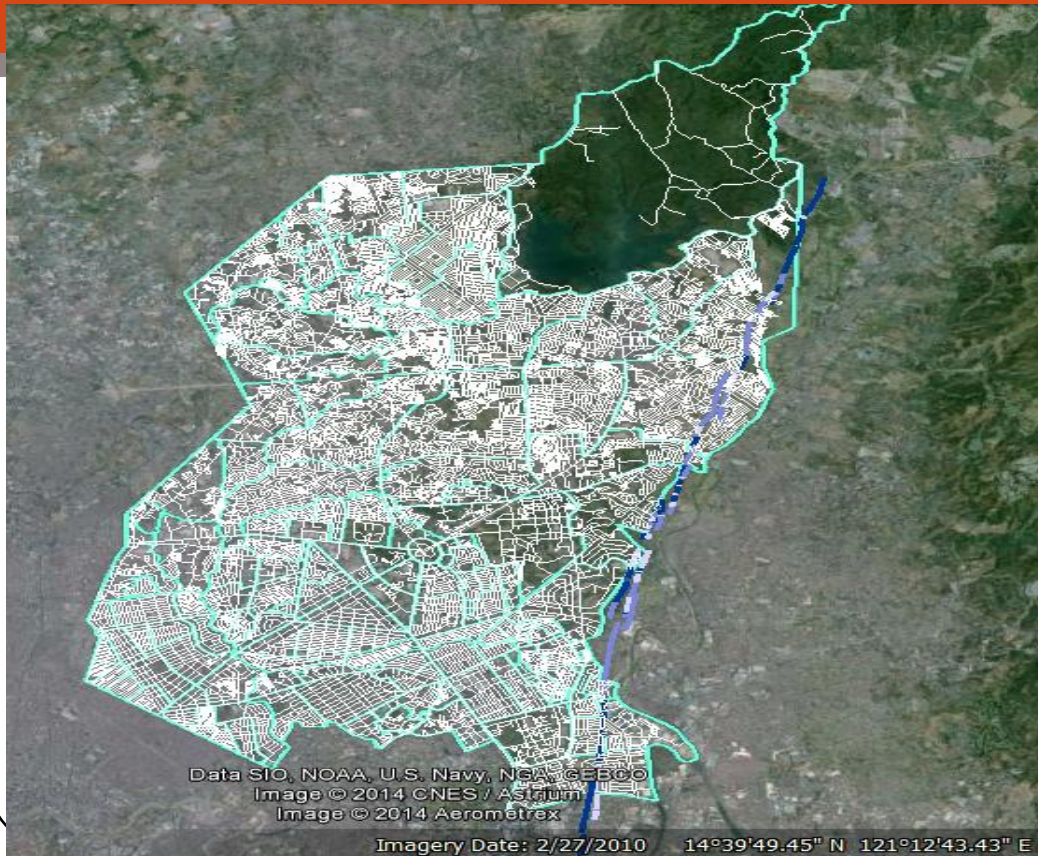 Data SIO, NOAA, U.S. Navy, NGA, GEBCO
Image © 2014 CNES / Astrium
Image © 2014 Aerometrex
Imagery Date: 2/27/2010 14°39'49.45" N 121°12'43.43" E